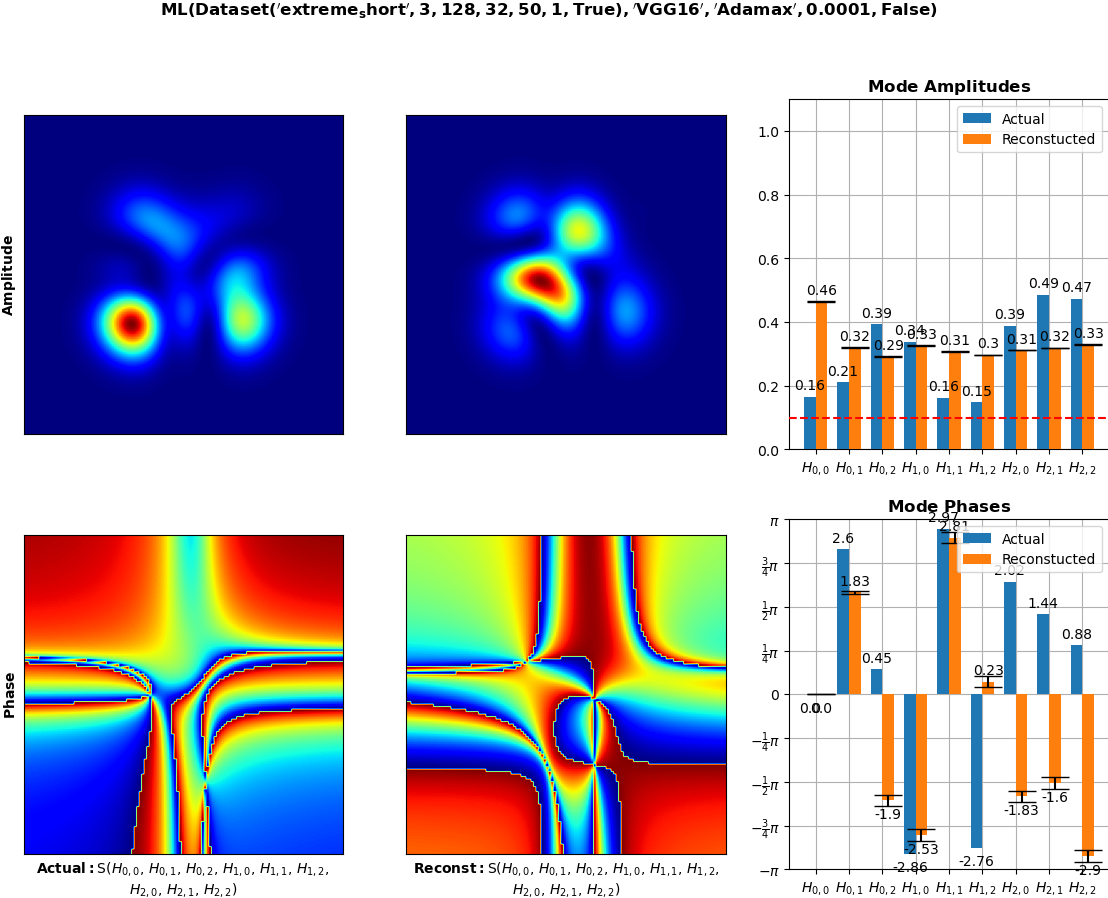 ML(Dataset(′extremeₛhort′, 3, 128, 32, 50, 1, True), ′VGG16′, ′Adamax′, 0.0001, False)
Mode Amplitudes
Actual
Reconstucted
1.0
0.8
0.6
0.4
0.2
0.0
0.16
0.46
0.21
0.32
0.39
0.29
0.34
0.33
0.16
0.31
0.15
0.3
0.39
0.31
0.49
0.32
0.47
0.33
H₀,₀ H₀,₁ H₀,₂ H₁,₀ H₁,₁ H₁,₂ H₂,₀ H₂,₁ H₂,₂
Amplitude
Mode Phases
Actual
Reconstucted
π
3/4π
1/2π
1/4π
0
−1/4π
−1/2π
−3/4π
−π
0.0
0.0
2.6
1.83
0.45
-1.9
-2.86
-2.53
2.97
2.81
-2.76
0.23
2.02
-1.83
1.44
-1.6
0.88
-2.9
H₀,₀ H₀,₁ H₀,₂ H₁,₀ H₁,₁ H₁,₂ H₂,₀ H₂,₁ H₂,₂
Phase
Actual: S(H₀,₀, H₀,₁, H₀,₂, H₁,₀, H₁,₁, H₁,₂,
H₂,₀, H₂,₁, H₂,₂)
Reconst: S(H₀,₀, H₀,₁, H₀,₂, H₁,₀, H₁,₁, H₁,₂,
H₂,₀, H₂,₁, H₂,₂)